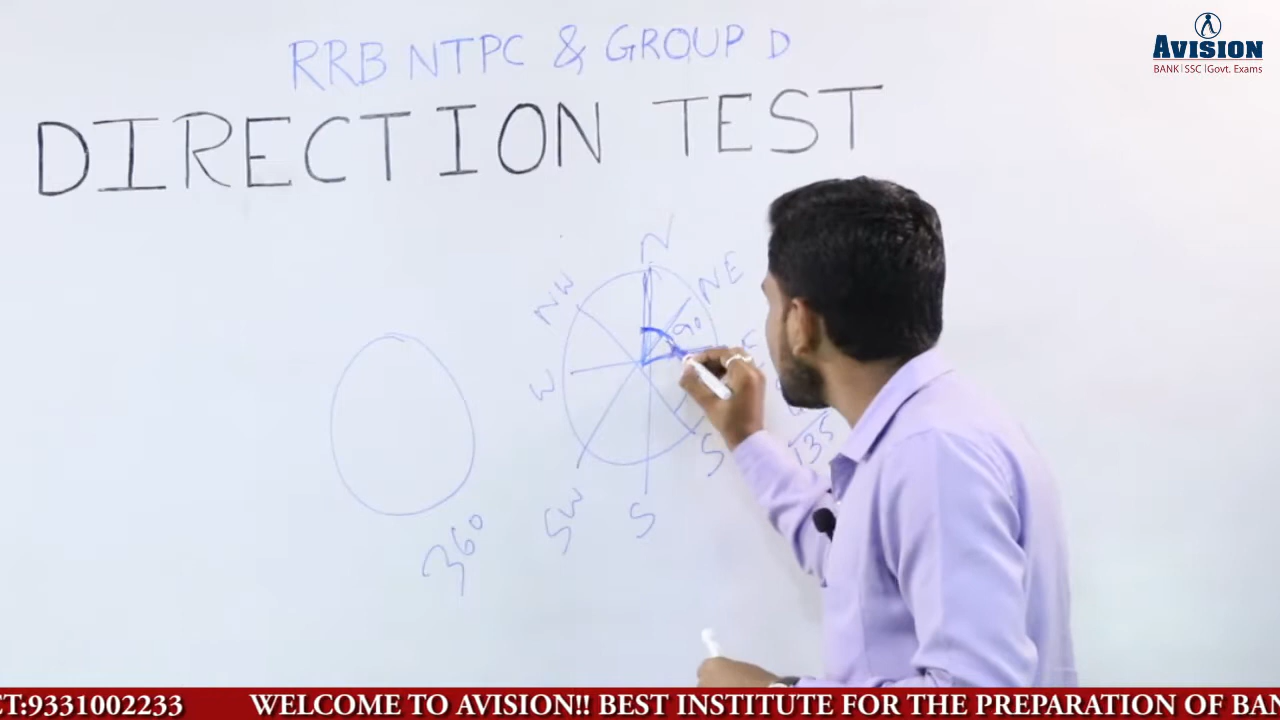 RRB NTPC & GROUP D
DIRECTION TEST
AVISION
BANK|SSC|Govt. Exams
N
NW
NE
90
E
W
135
S
SW
S
360
CT:9331002233 WELCOME TO AVISION!! BEST INSTITUTE FOR THE PREPARATION OF BAN